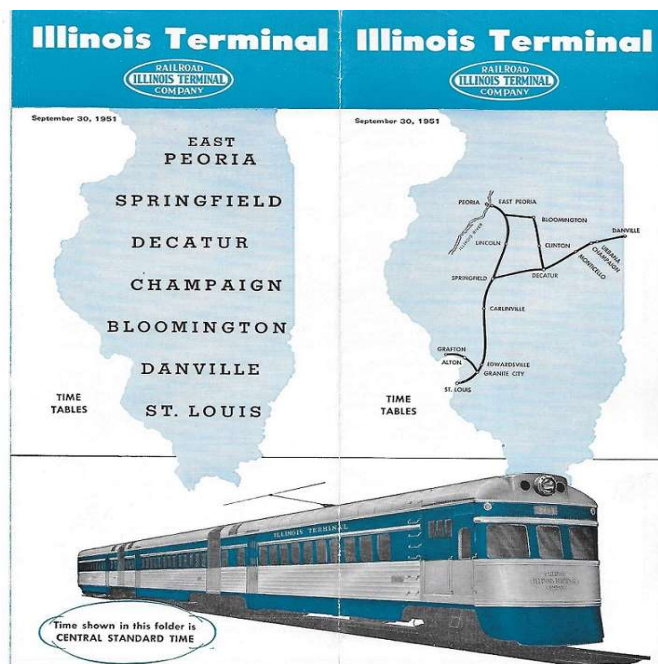 Illinois Terminal
RAILROAD
ILLINOIS TERMINAL
COMPANY
September 30, 1951
EAST
PEORIA
SPRINGFIELD
DECATUR
CHAMPAIGN
BLOOMINGTON
DANVILLE
ST. LOUIS
TIME
TABLES
Illinois Terminal
RAILROAD
ILLINOIS TERMINAL
COMPANY
September 30, 1951
PEORIA
EAST PEORIA
ILLINOIS RIVER
BLOOMINGTON
DANVILLE
LINCOLN
CLINTON
URBANA
CHAMPAIGN
MONTICELLO
SPRINGFIELD
DECATUR
CARLINVILLE
GRAFTON
ALTON
EDWARDSVILLE
GRANITE CITY
ST. LOUIS
TIME
TABLES
ILLINOIS TERMINAL
Time shown in this folder is
CENTRAL STANDARD TIME